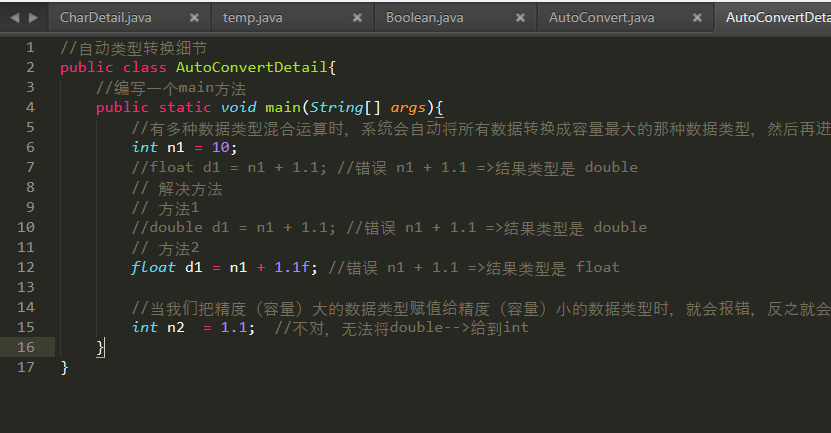 CharDetail.java × temp.java × Boolean.java × AutoConvert.java × AutoConvertDeta
1 //自动类型转换细节
2 public class AutoConvertDetail{
3 //编写一个main方法
4 public static void main(String[] args){
5 //有多种数据类型混合运算时，系统会自动将所有数据转换成容量最大的那种数据类型，然后再进
6 int n1 = 10;
7 //float d1 = n1 + 1.1; //错误 n1 + 1.1 =>结果类型是 double
8 // 解决方法
9 // 方法1
10 //double d1 = n1 + 1.1; //错误 n1 + 1.1 =>结果类型是 double
11 // 方法2
12 float d1 = n1 + 1.1f; //错误 n1 + 1.1 =>结果类型是 float
13
14 //当我们把精度（容量）大的数据类型赋值给精度（容量）小的数据类型时，就会报错，反之就会
15 int n2  = 1.1;  //不对，无法将double-->给到int
16 }
17 }